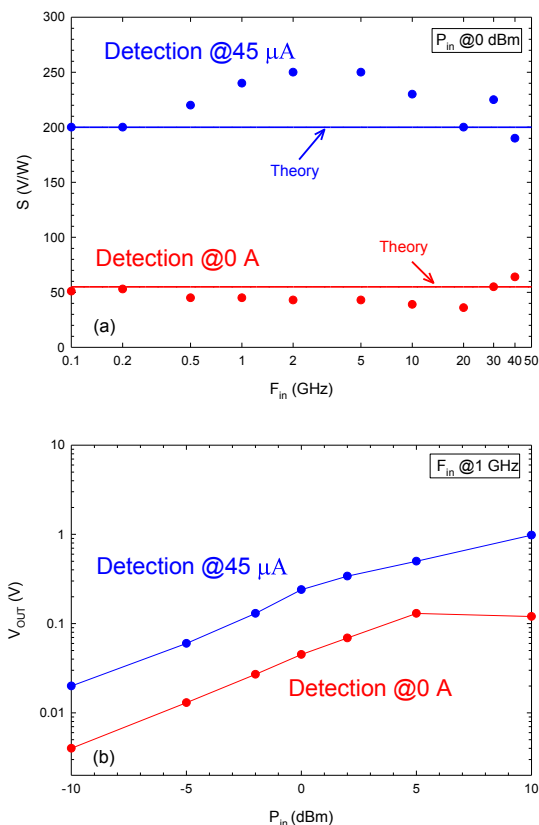 300
P_in @0 dBm
Detection @45 μA
250
200
Theory
150
S (V/W)
100
Theory
Detection @0 A
50
(a)
0
0.1 0.2 0.5 1 2 5 10 20 30 40 50
F_in (GHz)
10
F_in @1 GHz
1
Detection @45 μA
V_OUT (V)
0.1
Detection @0 A
0.01
(b)
-10 -5 0 5 10
P_in (dBm)